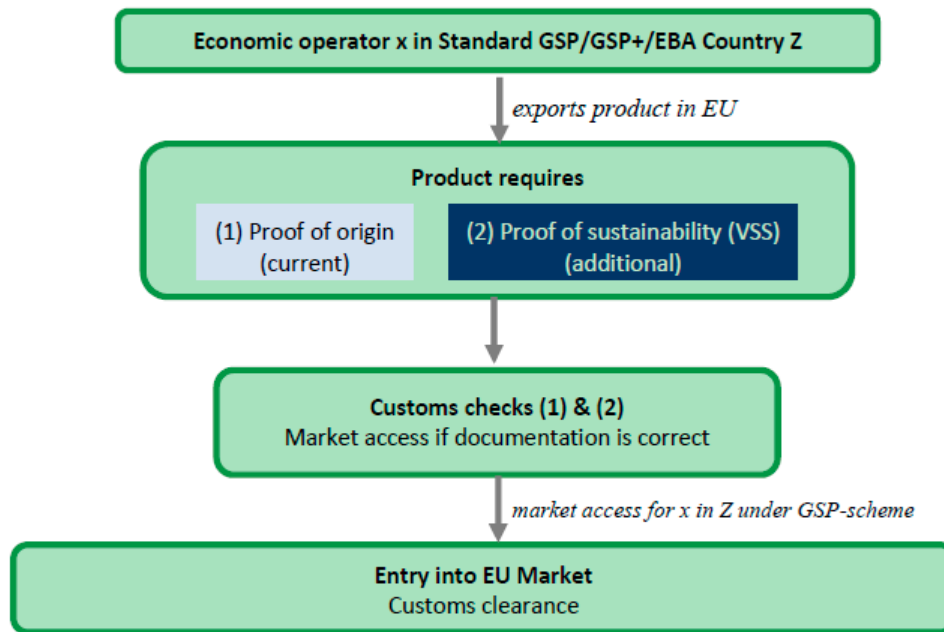 Economic operator x in Standard GSP/GSP+/EBA Country Z
exports product in EU
Product requires
(1) Proof of origin
(current)
(2) Proof of sustainability (VSS)
(additional)
Customs checks (1) & (2)
Market access if documentation is correct
market access for x in Z under GSP-scheme
Entry into EU Market
Customs clearance